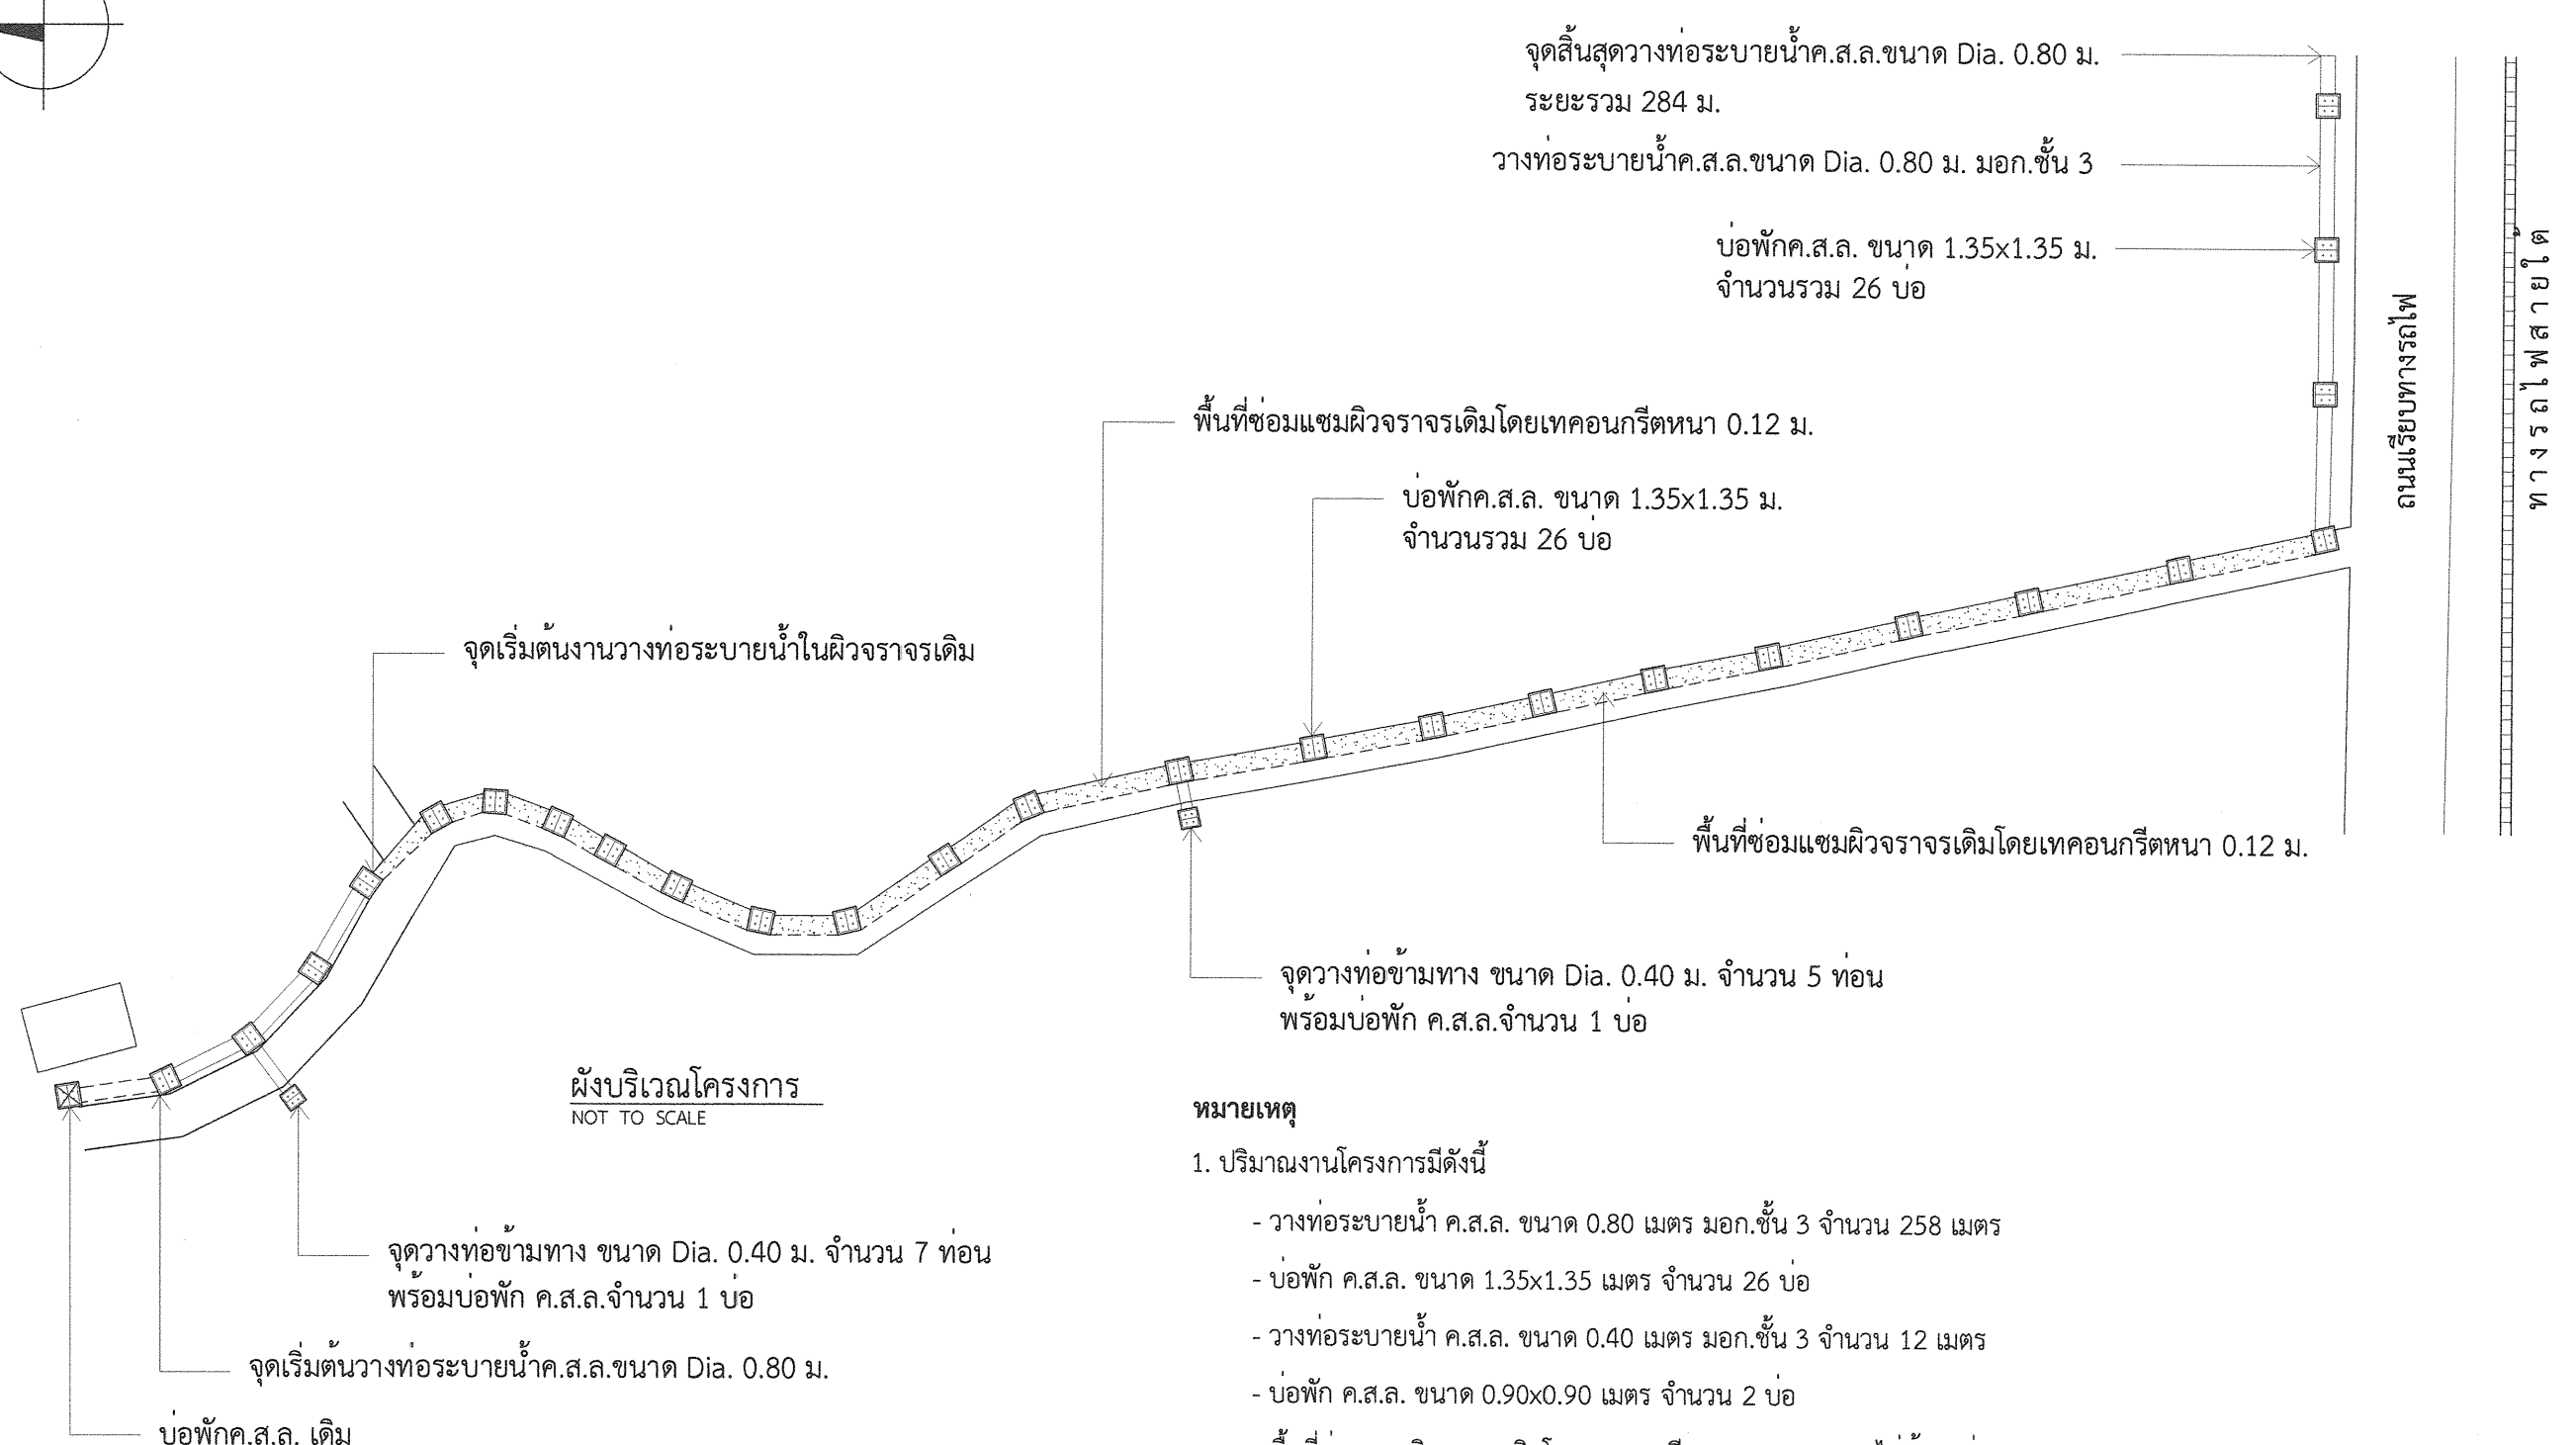 จุดสิ้นสุดวางท่อระบายน้ำค.ส.ล.ขนาด Dia. 0.80 ม.
ระยะรวม 284 ม.
วางท่อระบายน้ำค.ส.ล.ขนาด Dia. 0.80 ม. มอก.ชั้น 3
บ่อพักค.ส.ล. ขนาด 1.35x1.35 ม.
จำนวนรวม 26 บ่อ
ถนนเรียบทางรถไฟ
ทางรถไฟสายใต้
พื้นที่ซ่อมแซมผิวจราจรเดิมโดยเทคอนกรีตหนา 0.12 ม.
บ่อพักค.ส.ล. ขนาด 1.35x1.35 ม.
จำนวนรวม 26 บ่อ
จุดเริ่มต้นงานวางท่อระบายน้ำในผิวจราจรเดิม
พื้นที่ซ่อมแซมผิวจราจรเดิมโดยเทคอนกรีตหนา 0.12 ม.
จุดวางท่อข้ามทาง ขนาด Dia. 0.40 ม. จำนวน 5 ท่อน
พร้อมบ่อพัก ค.ส.ล.จำนวน 1 บ่อ
ผังบริเวณโครงการ
NOT TO SCALE
จุดวางท่อข้ามทาง ขนาด Dia. 0.40 ม. จำนวน 7 ท่อน
พร้อมบ่อพัก ค.ส.ล.จำนวน 1 บ่อ
จุดเริ่มต้นวางท่อระบายน้ำค.ส.ล.ขนาด Dia. 0.80 ม.
บ่อพักค.ส.ล. เดิม
หมายเหตุ
1. ปริมาณงานโครงการมีดังนี้
- วางท่อระบายน้ำ ค.ส.ล. ขนาด 0.80 เมตร มอก.ชั้น 3 จำนวน 258 เมตร
- บ่อพัก ค.ส.ล. ขนาด 1.35x1.35 เมตร จำนวน 26 บ่อ
- วางท่อระบายน้ำ ค.ส.ล. ขนาด 0.40 เมตร มอก.ชั้น 3 จำนวน 12 เมตร
- บ่อพัก ค.ส.ล. ขนาด 0.90x0.90 เมตร จำนวน 2 บ่อ